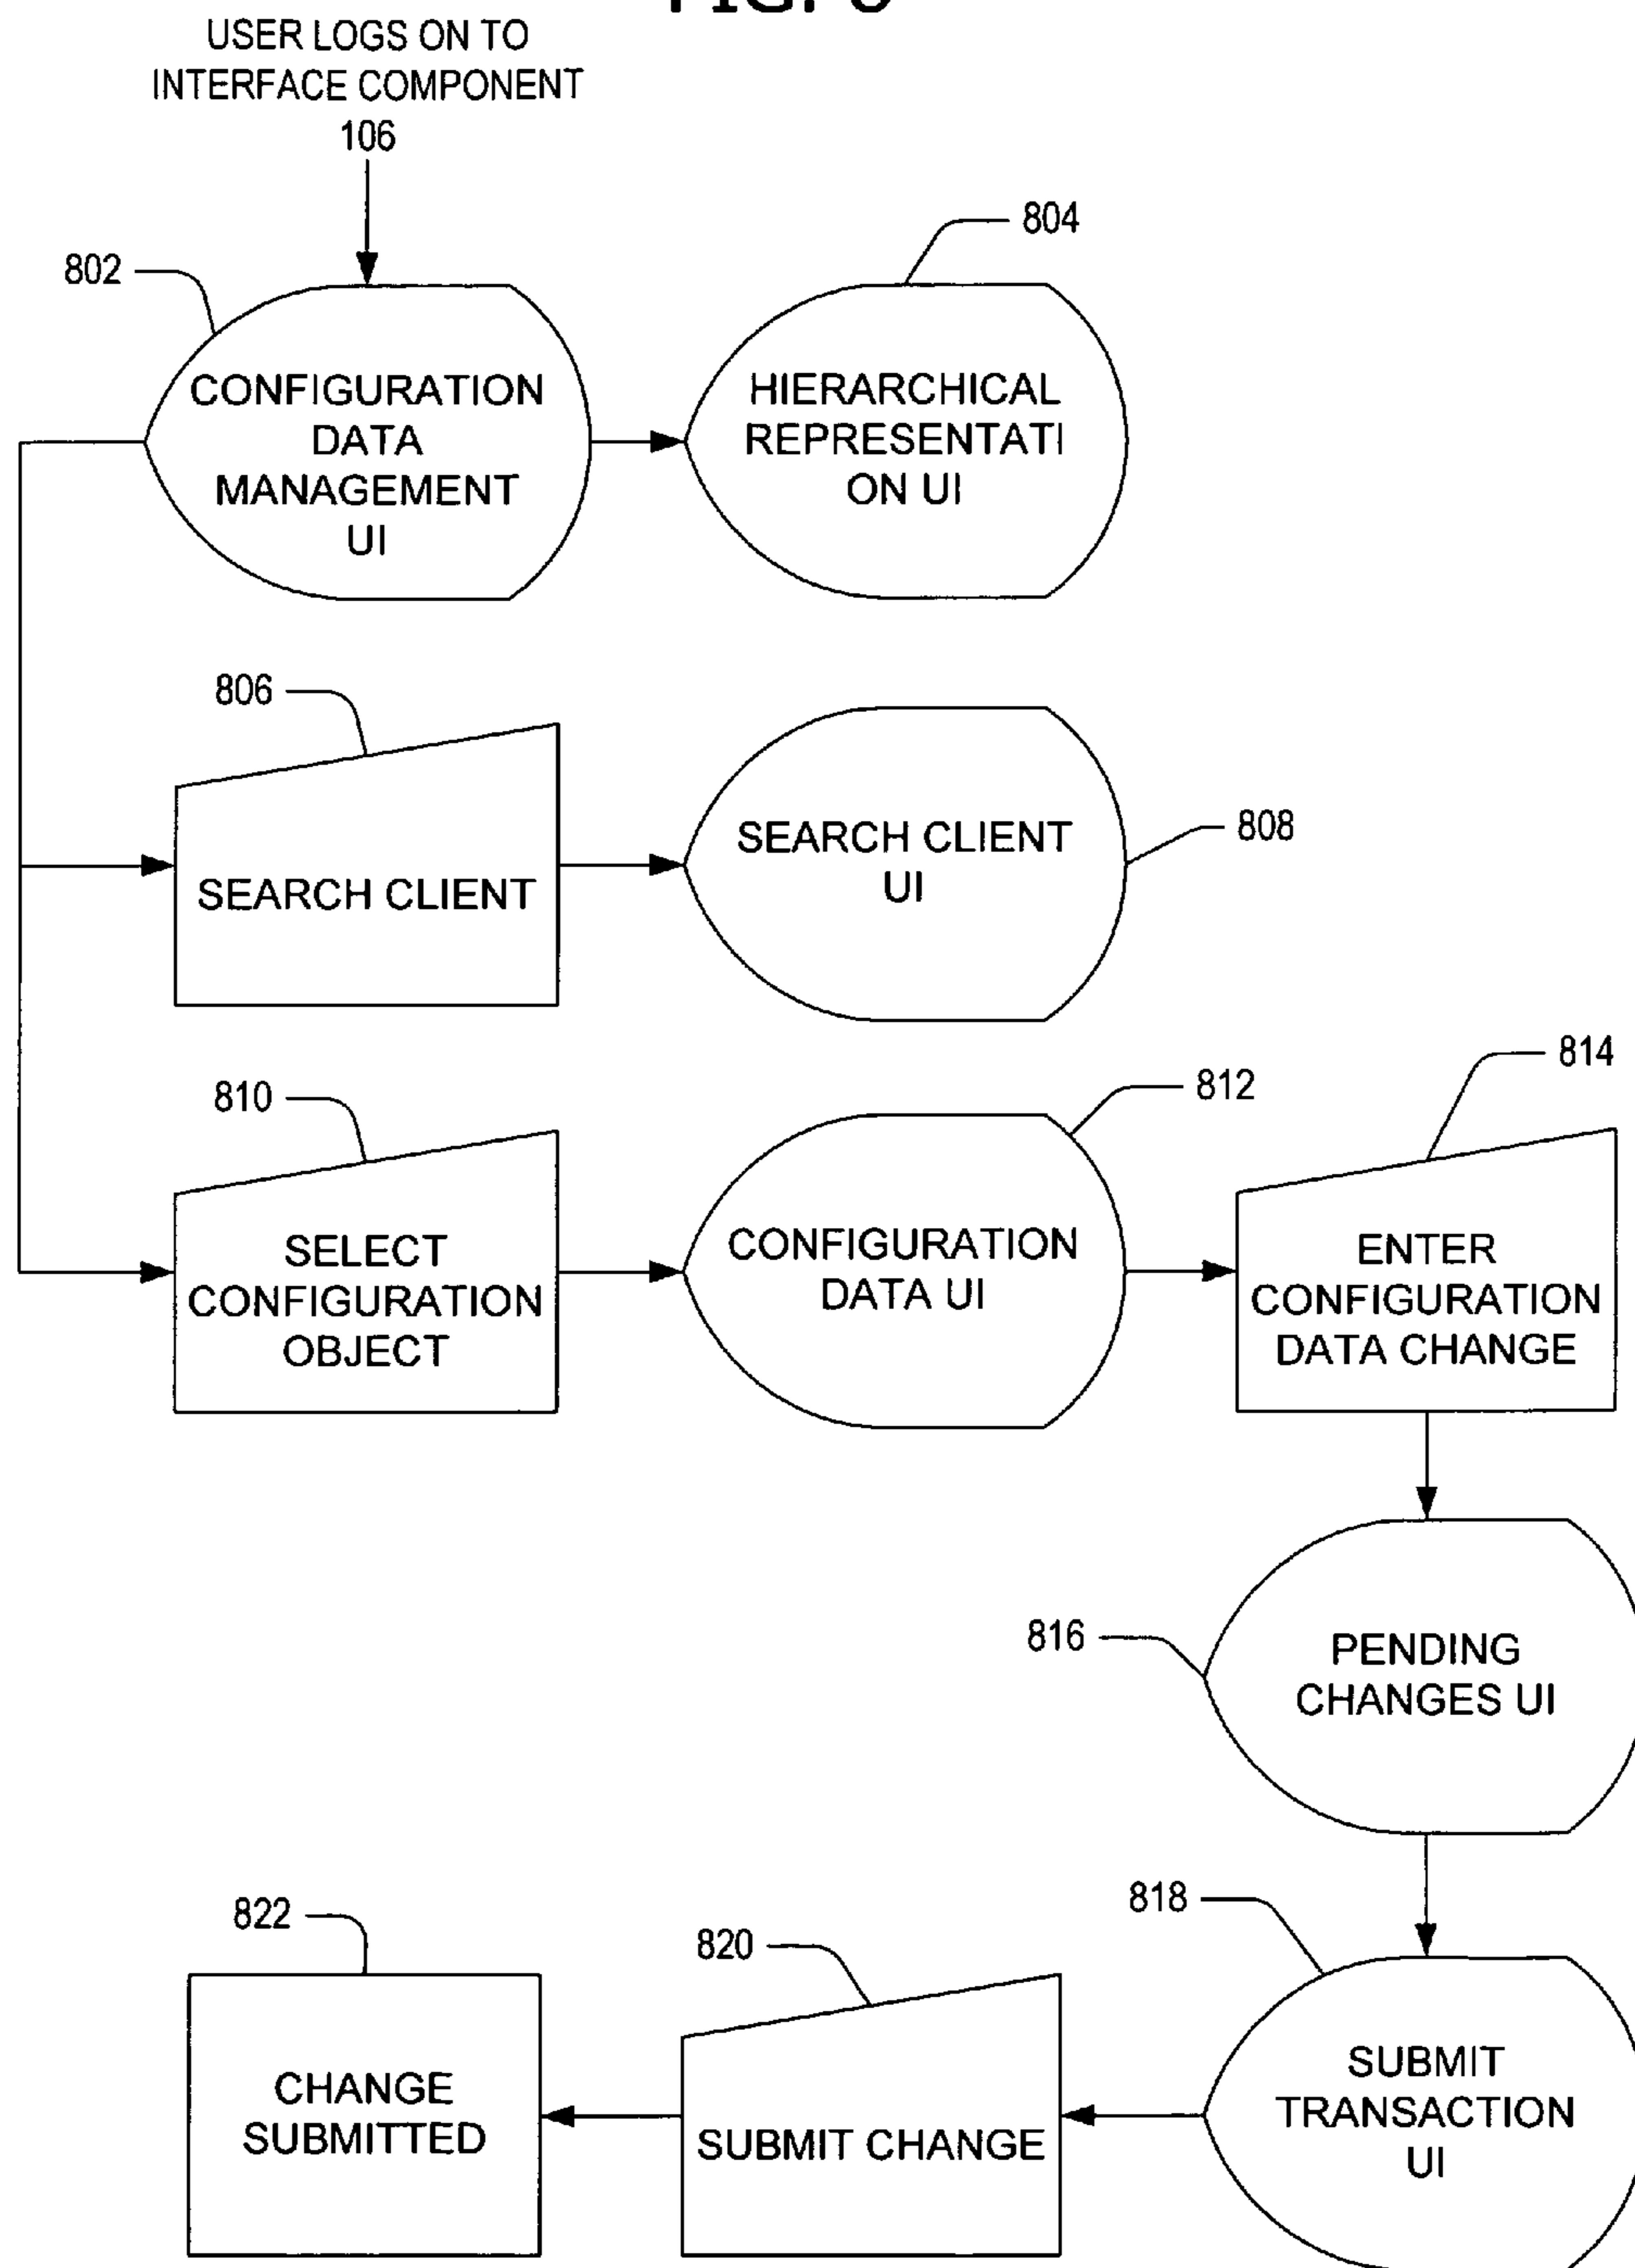 USER LOGS ON TO
INTERFACE COMPONENT
106
802
804
CONFIGURATION
DATA
MANAGEMENT
UI
HIERARCHICAL
REPRESENTATI
ON UI
806
SEARCH CLIENT
SEARCH CLIENT
UI
808
810
SELECT
CONFIGURATION
OBJECT
812
CONFIGURATION
DATA UI
814
ENTER
CONFIGURATION
DATA CHANGE
816
PENDING
CHANGES UI
818
SUBMIT
TRANSACTION
UI
820
SUBMIT CHANGE
822
CHANGE
SUBMITTED